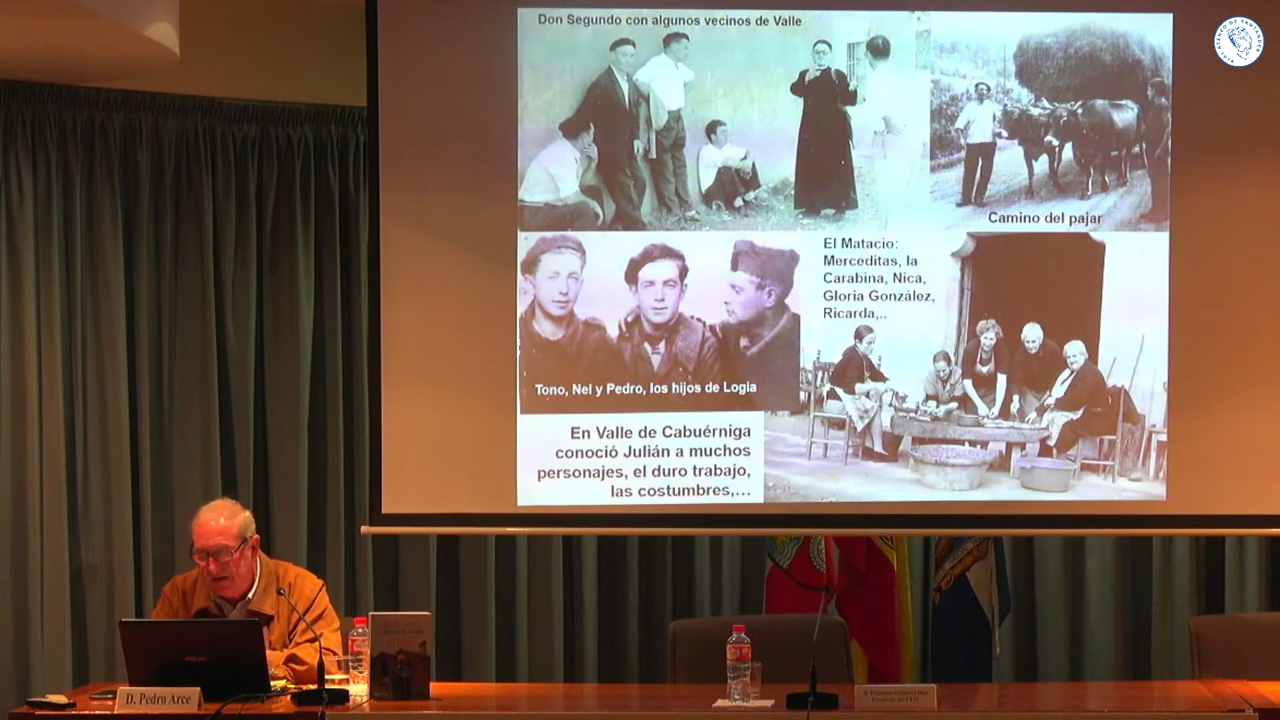 Don Segundo con algunos vecinos de Valle
Camino del pajar
El Matacio:
Merceditas, la
Carabina, Nica,
Gloria González,
Ricarda,..
Tono, Nel y Pedro, los hijos de Logia
En Valle de Cabuérniga
conoció Julián a muchos
personajes, el duro trabajo,
las costumbres,...
D. Pedro Arce